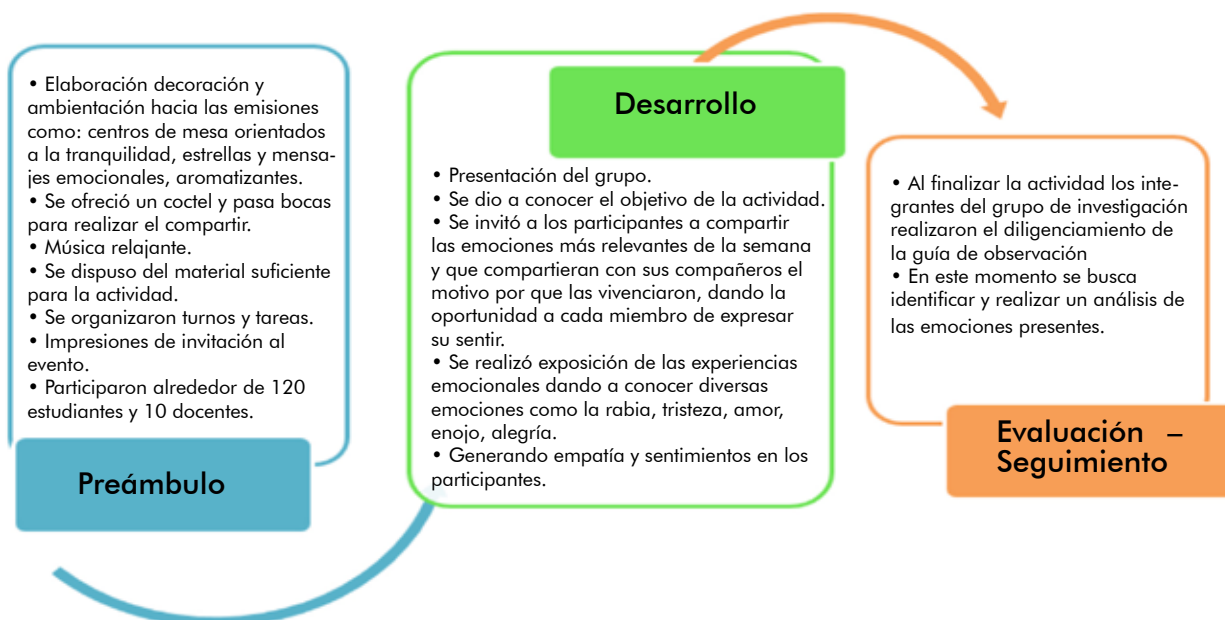 • Elaboración decoración y
ambientación hacia las emisiones
como: centros de mesa orientados
a la tranquilidad, estrellas y mensa-
jes emocionales, aromatizantes.
• Se ofreció un coctel y pasa bocas
para realizar el compartir.
• Música relajante.
• Se dispuso del material suficiente
para la actividad.
• Se organizaron turnos y tareas.
• Impresiones de invitación al
evento.
• Participaron alrededor de 120
estudiantes y 10 docentes.
Preámbulo
Desarrollo
• Presentación del grupo.
• Se dio a conocer el objetivo de la actividad.
• Se invitó a los participantes a compartir
las emociones más relevantes de la semana
y que compartieran con sus compañeros el
motivo por que las vivenciaron, dando la
oportunidad a cada miembro de expresar
su sentir.
• Se realizó exposición de las experiencias
emocionales dando a conocer diversas
emociones como la rabia, tristeza, amor,
enojo, alegría.
• Generando empatía y sentimientos en los
participantes.
• Al finalizar la actividad los inte-
grantes del grupo de investigación
realizaron el diligenciamiento de
la guía de observación
• En este momento se busca
identificar y realizar un análisis de
las emociones presentes.
Evaluación –
Seguimiento